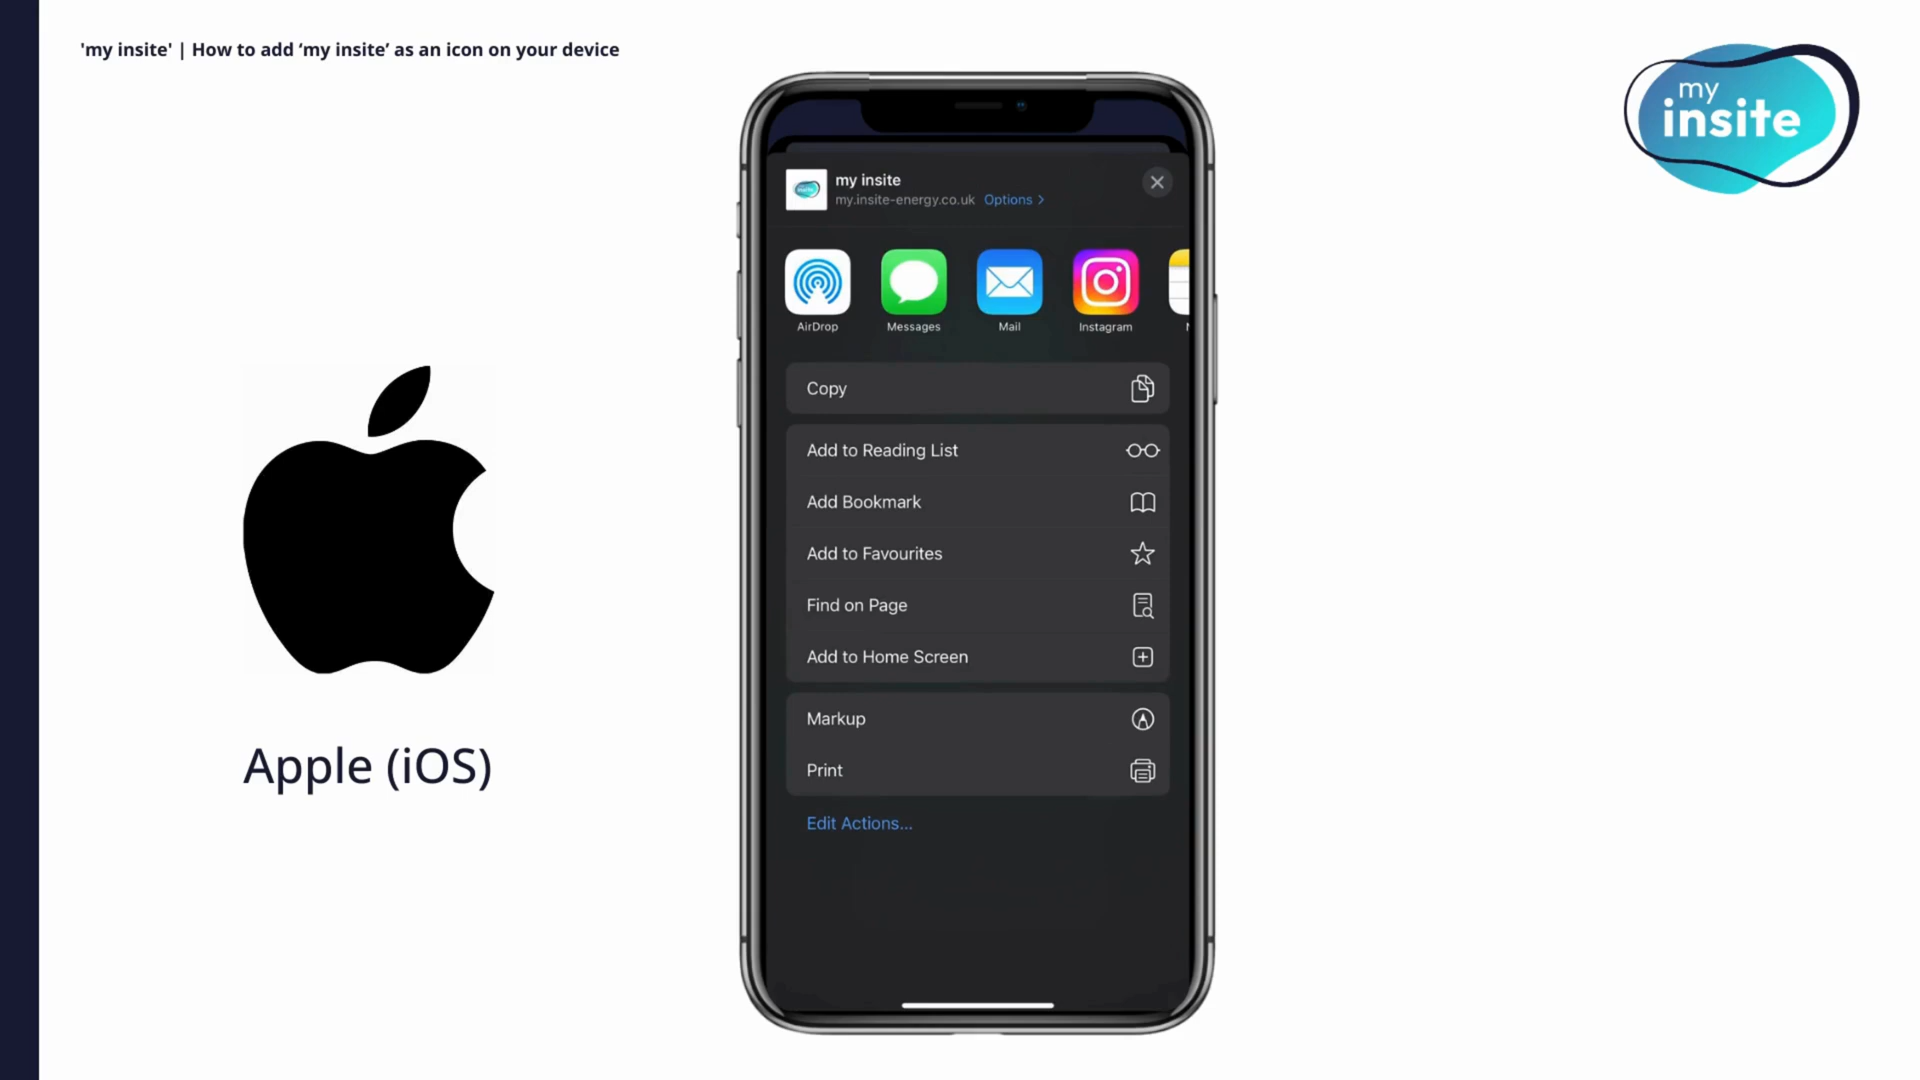 'my insite' | How to add ‘my insite’ as an icon on your device
my
insite
my insite
my.insite-energy.co.uk Options >
AirDrop
Messages
Mail
Instagram
Copy
Add to Reading List
Add Bookmark
Add to Favourites
Find on Page
Add to Home Screen
Markup
Print
Edit Actions...
Apple (iOS)